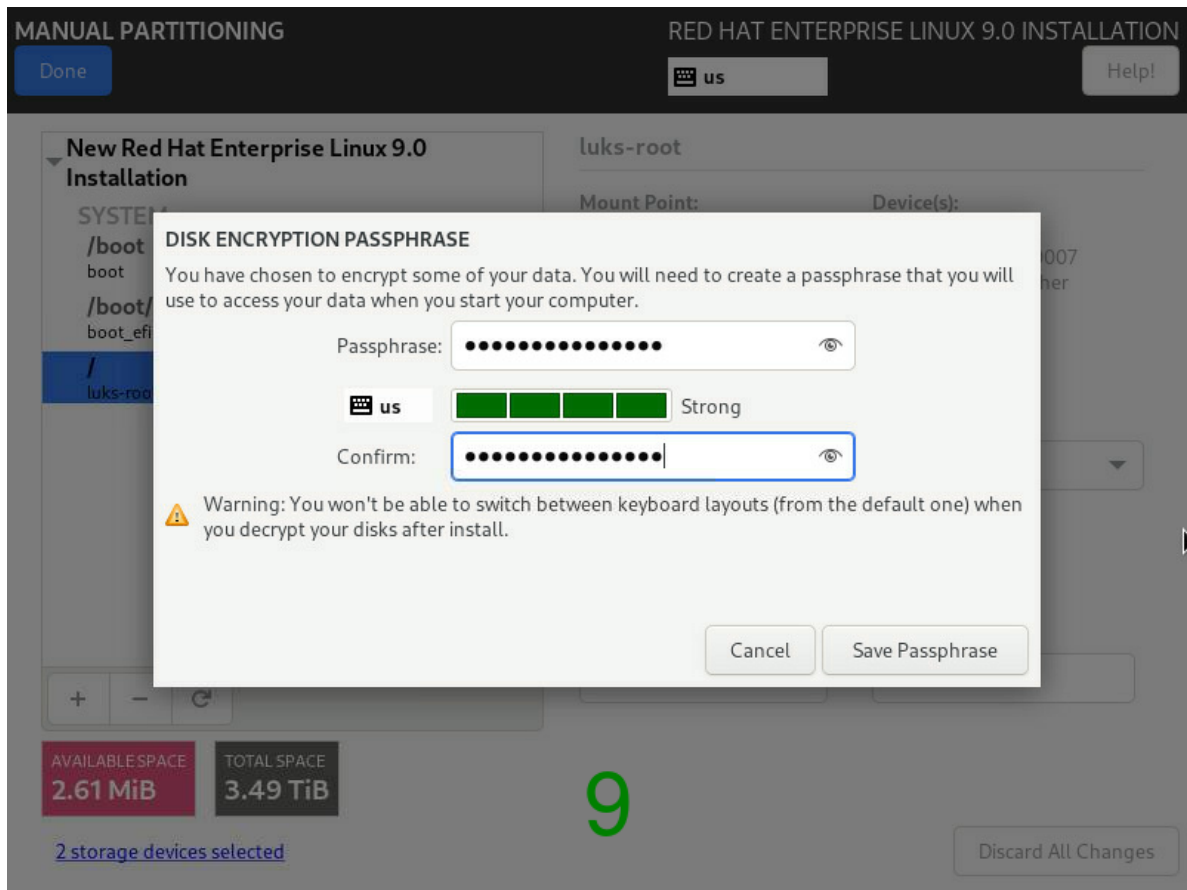 MANUAL PARTITIONING
RED HAT ENTERPRISE LINUX 9.0 INSTALLATION
Done
us
Help!
New Red Hat Enterprise Linux 9.0
Installation
luks-root
SYSTEM
Mount Point:
Device(s):
/boot
boot
/boot/
boot_efi
/
luks-roo
0007
her
DISK ENCRYPTION PASSPHRASE
You have chosen to encrypt some of your data. You will need to create a passphrase that you will
use to access your data when you start your computer.
Passphrase: •••••••••••••••
us
Strong
Confirm: •••••••••••••••
Warning: You won't be able to switch between keyboard layouts (from the default one) when
you decrypt your disks after install.
Cancel
Save Passphrase
+
−
AVAILABLE SPACE
2.61 MiB
TOTAL SPACE
3.49 TiB
9
2 storage devices selected
Discard All Changes